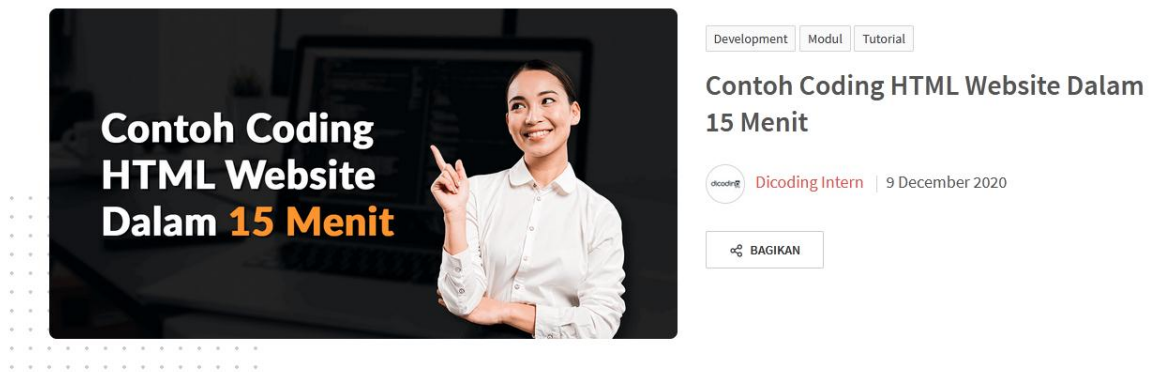 Contoh Coding
HTML Website
Dalam 15 Menit
Development Modul Tutorial
Contoh Coding HTML Website Dalam
15 Menit
dicoding
Dicoding Intern 9 December 2020
BAGIKAN